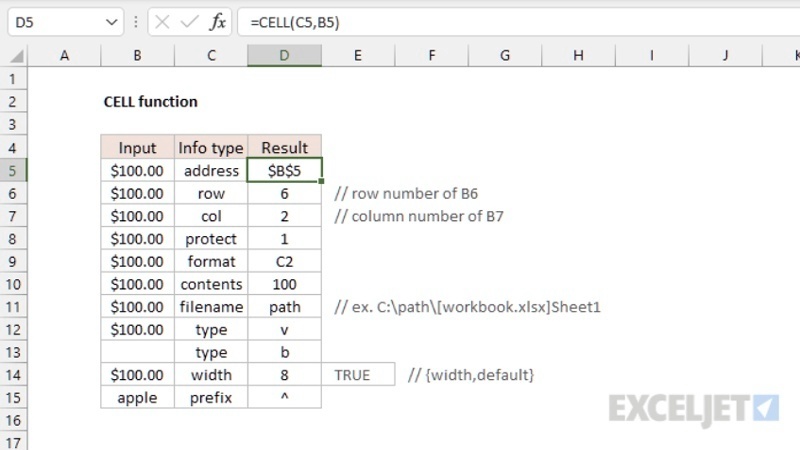 D5 fx =CELL(C5,B5)
A B C D E F G H I J K
1
2 CELL function
3
4 Input Info type Result
5 $100.00 address $B$5
6 $100.00 row 6 // row number of B6
7 $100.00 col 2 // column number of B7
8 $100.00 protect 1
9 $100.00 format C2
10 $100.00 contents 100
11 $100.00 filename path // ex. C:\path\[workbook.xlsx]Sheet1
12 $100.00 type v
13 type b
14 $100.00 width 8 TRUE // {width,default}
15 apple prefix ^
16
17
EXCELJET